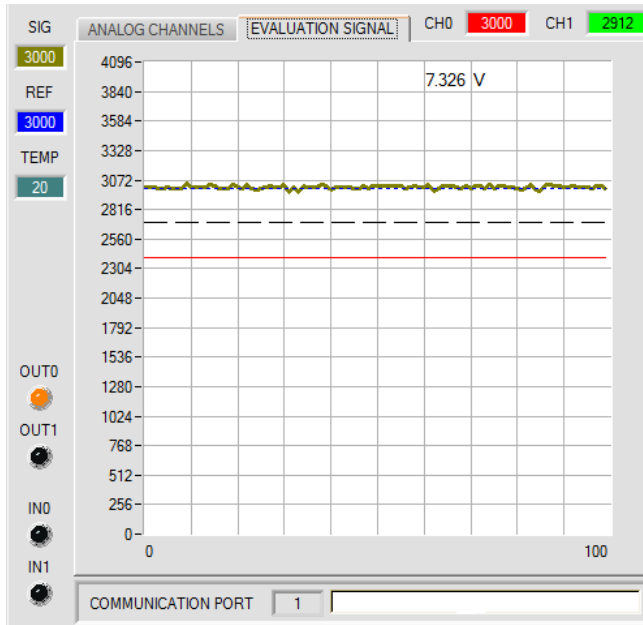 SIG
3000
REF
3000
TEMP
20
OUT0
OUT1
IN0
IN1
ANALOG CHANNELS
EVALUATION SIGNAL
CH0 3000 CH1 2912
7.326 V
4096
3840
3584
3328
3072
2816
2560
2304
2048
1792
1536
1280
1024
768
512
256
0
0 100
COMMUNICATION PORT 1